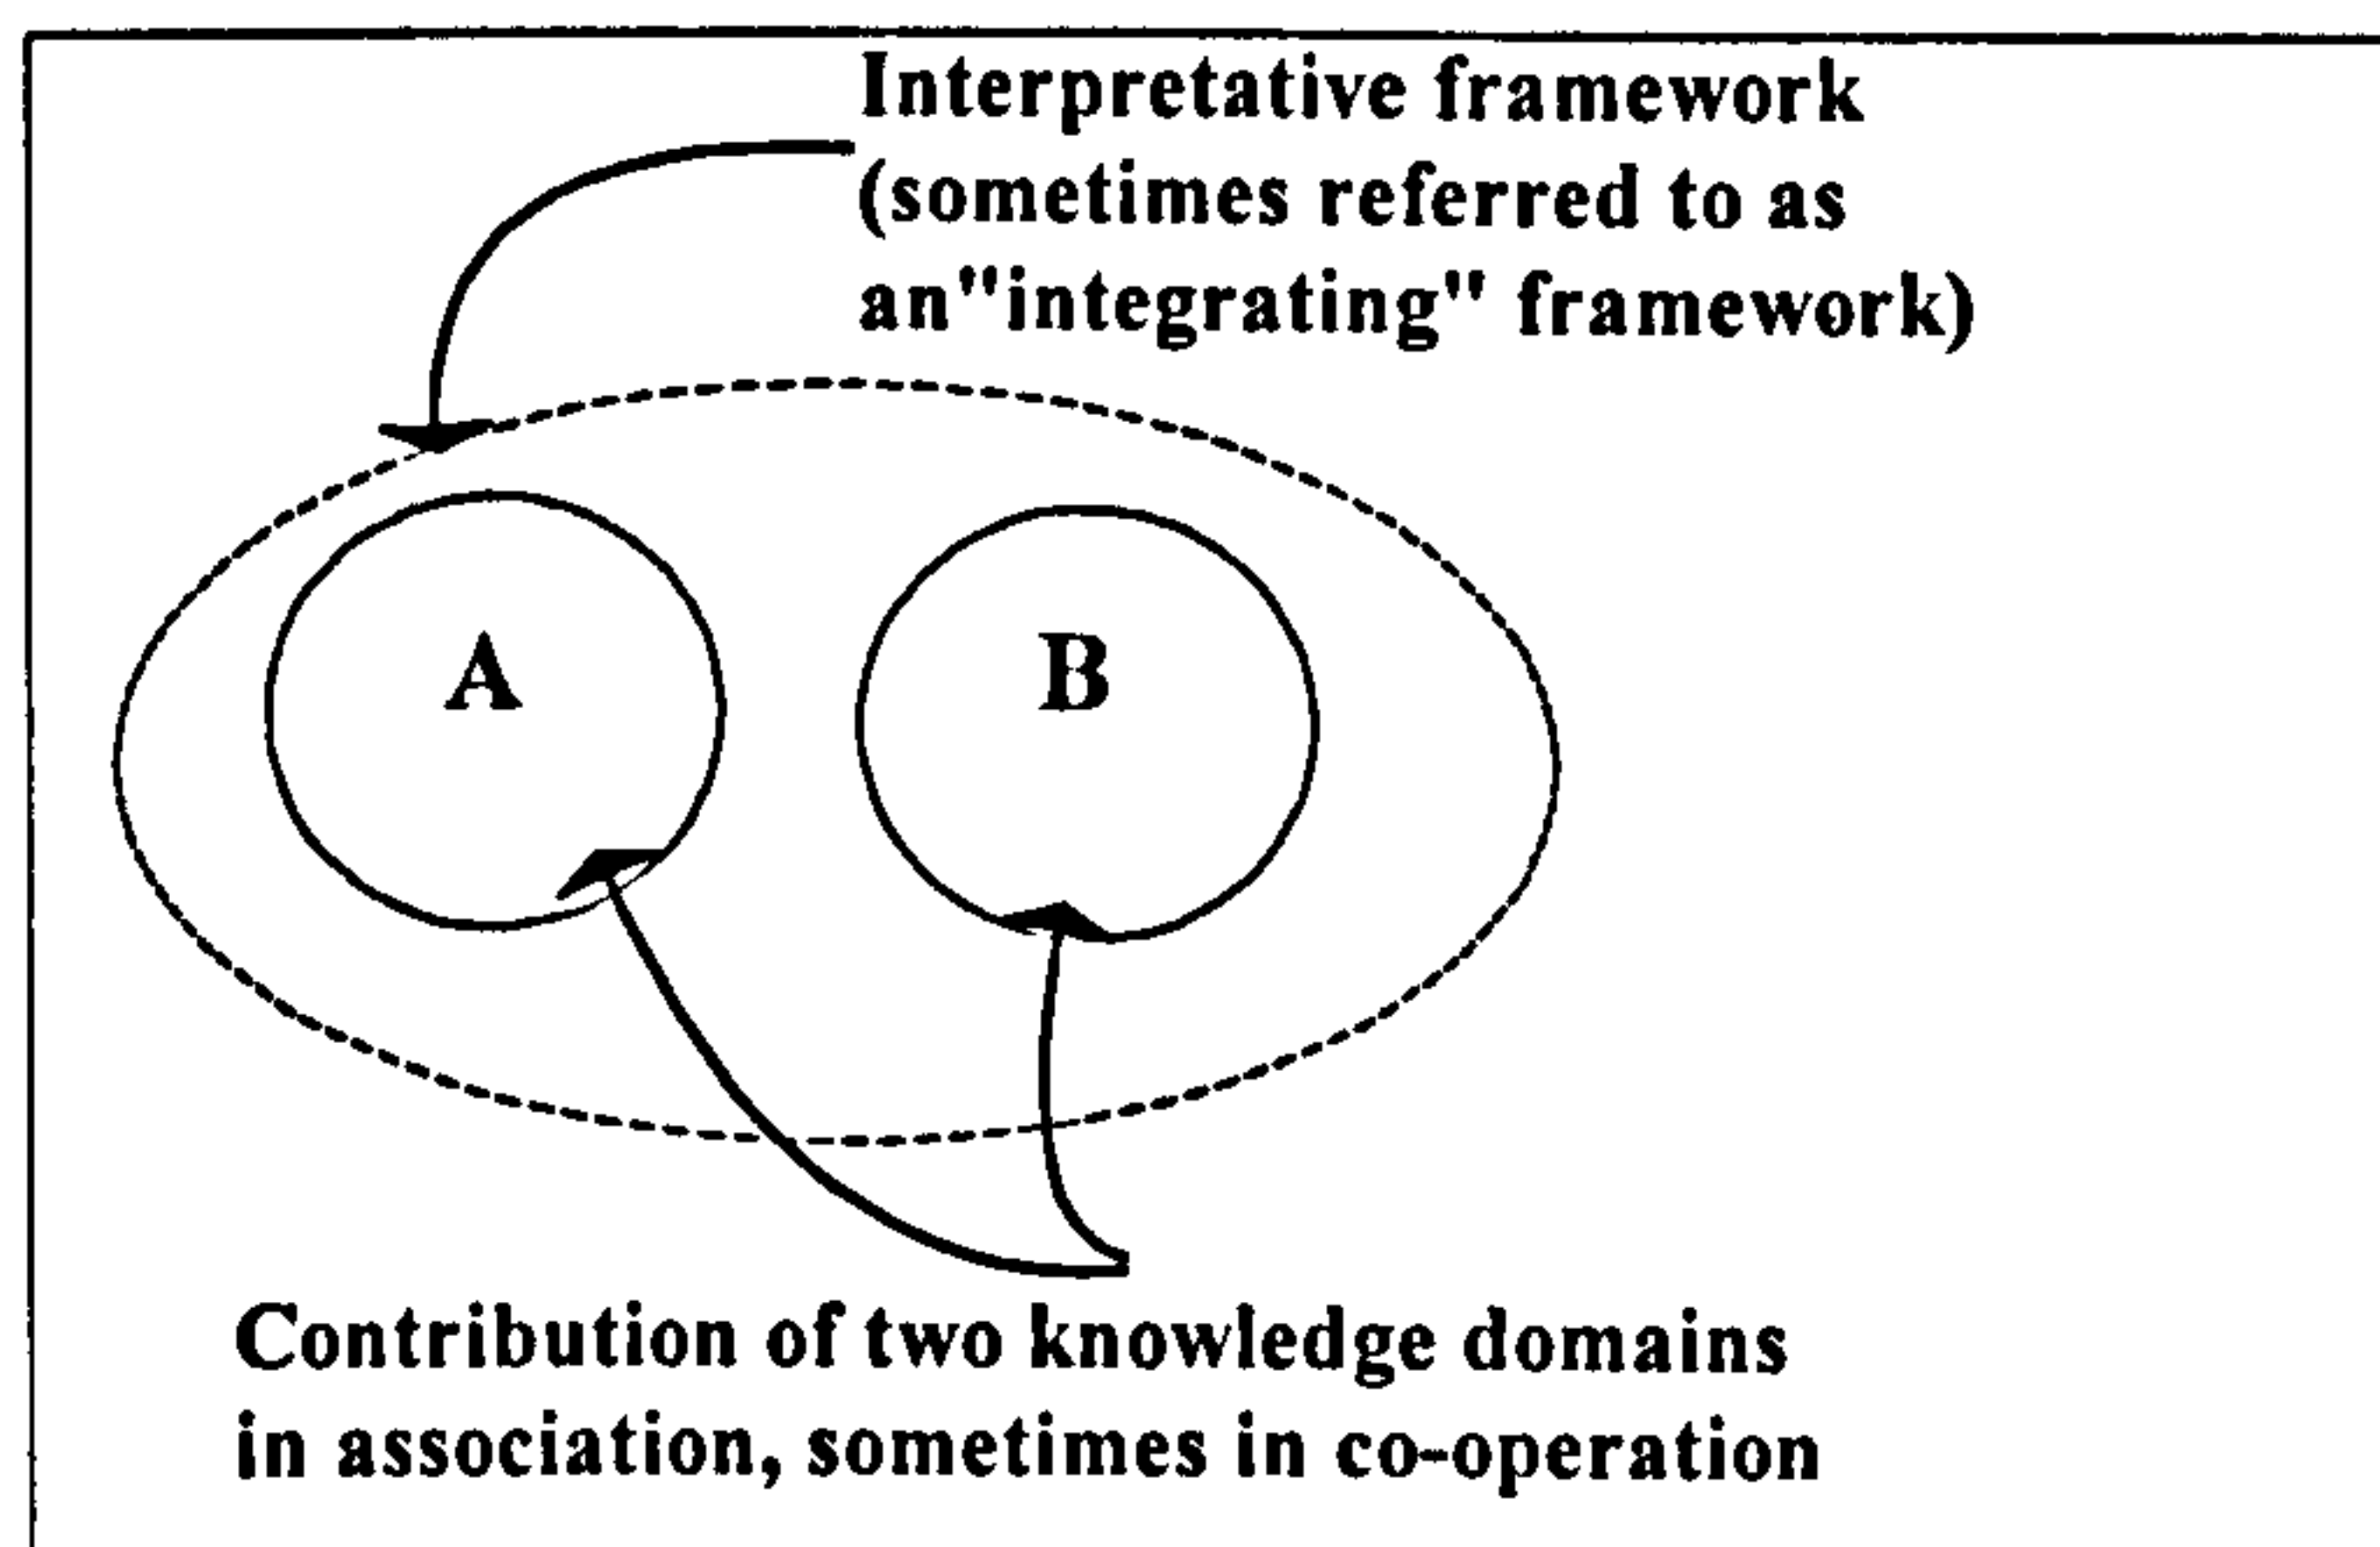 Interpretative framework
(sometimes referred to as
an"integrating" framework)
A
B
Contribution of two knowledge domains
in association, sometimes in co-operation